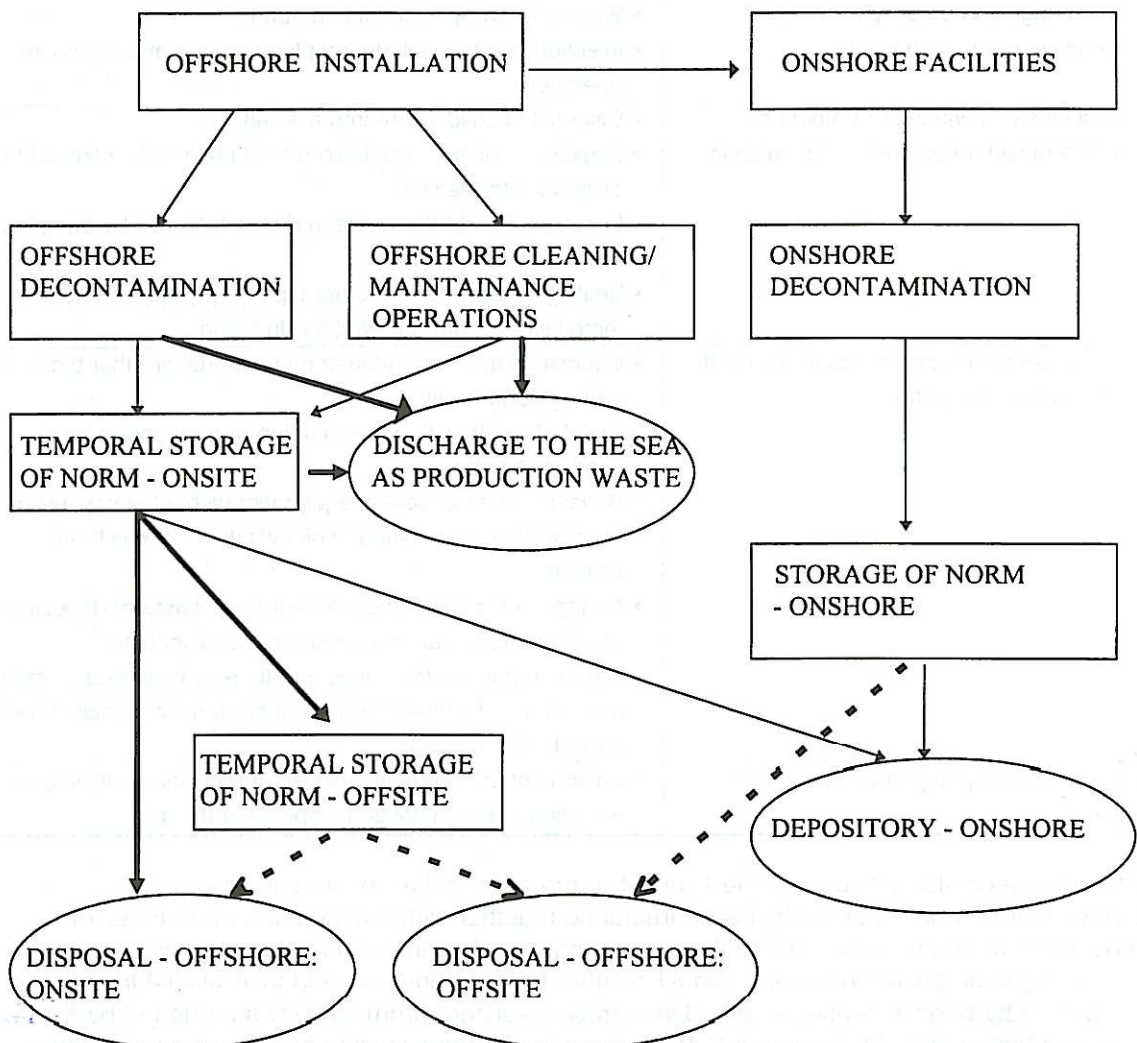 OFFSHORE INSTALLATION
ONSHORE FACILITIES
OFFSHORE
DECONTAMINATION
OFFSHORE CLEANING/
MAINTAINANCE
OPERATIONS
ONSHORE
DECONTAMINATION
TEMPORAL STORAGE
OF NORM - ONSITE
DISCHARGE TO THE SEA
AS PRODUCTION WASTE
STORAGE OF NORM
- ONSHORE
TEMPORAL STORAGE
OF NORM - OFFSITE
DEPOSITORY - ONSHORE
DISPOSAL - OFFSHORE:
ONSITE
DISPOSAL - OFFSHORE:
OFFSITE